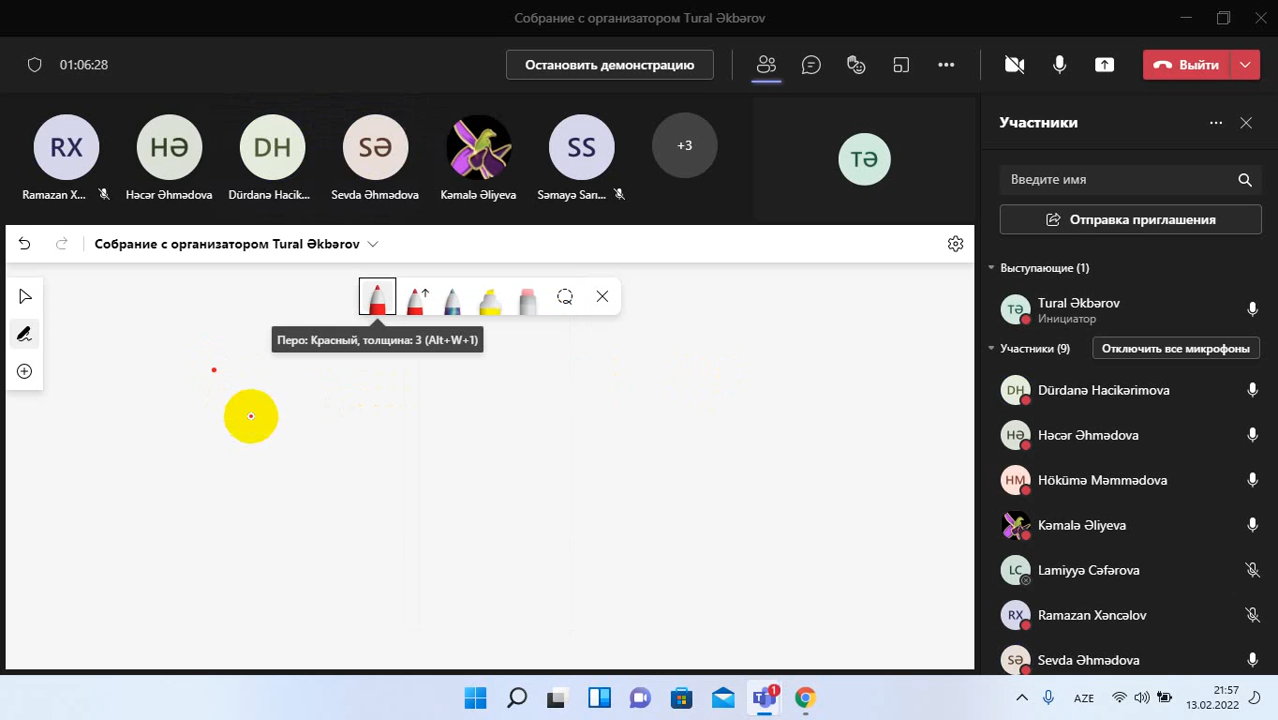 Собрание с организатором Tural Əkbərov
01:06:28
Остановить демонстрацию
Выйти
RX
HƏ
DH
SƏ
SS
+3
TƏ
Ramazan X...
Həcər Əhmədova
Dürdanə Hacik...
Sevda Əhmədova
Kəmalə Əliyeva
Səmayə Sarı...
Участники
Введите имя
Отправка приглашения
Собрание с организатором Tural Əkbərov
Перо: Красный, толщина: 3 (Alt+W+1)
Выступающие (1)
TƏ
Tural Əkbərov
Инициатор
Участники (9)
Отключить все микрофоны
DH
Dürdanə Hacikərimova
HƏ
Həcər Əhmədova
HM
Hökümə Məmmədova
Kəmalə Əliyeva
LC
Lamiyyə Cəfərova
RX
Ramazan Xəncəlov
SƏ
Sevda Əhmədova
T
1
AZE
21:57
13.02.2022